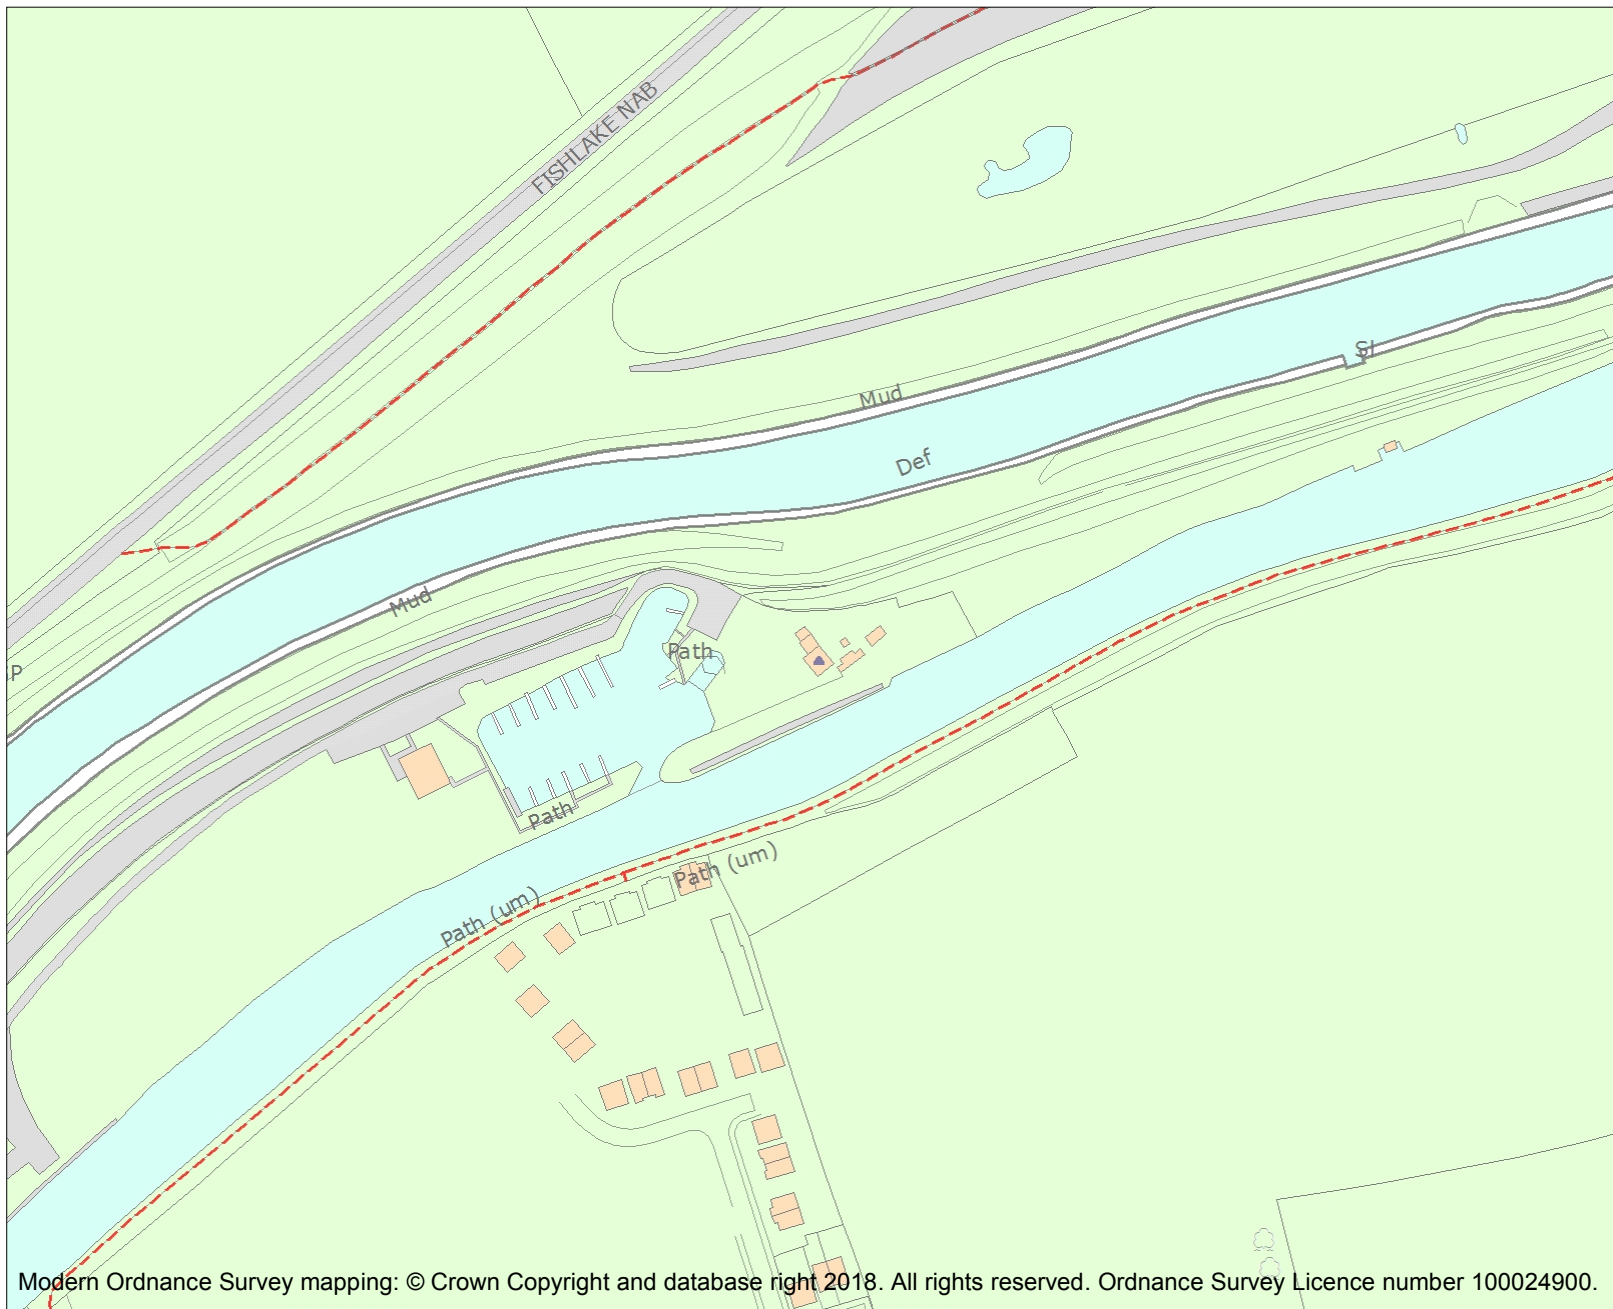 FISHLAKE NAB
Sl
Mud
Def
Mud
Path
Path
Path (um)
Path (um)
Modern Ordnance Survey mapping: © Crown Copyright and database right 2018. All rights reserved. Ordnance Survey Licence number 100024900.